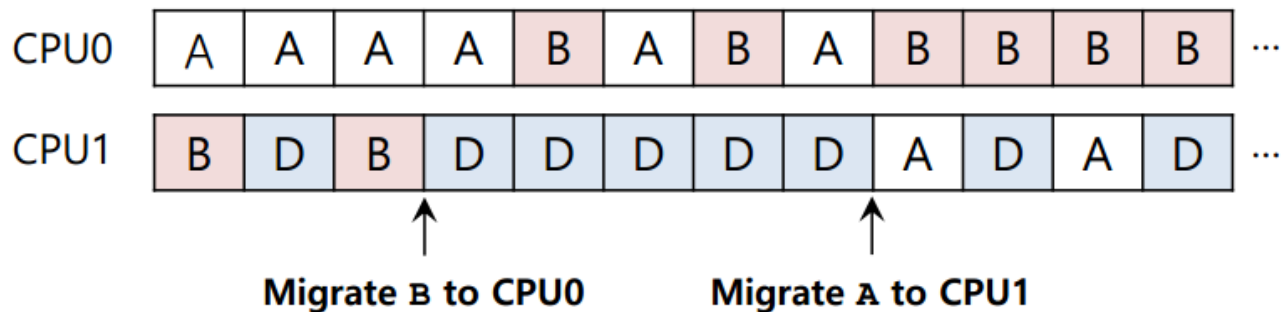 CPU0 A A A A B A B A B B B B ...
CPU1 B D B D D D D D A D A D ...
Migrate B to CPU0 Migrate A to CPU1